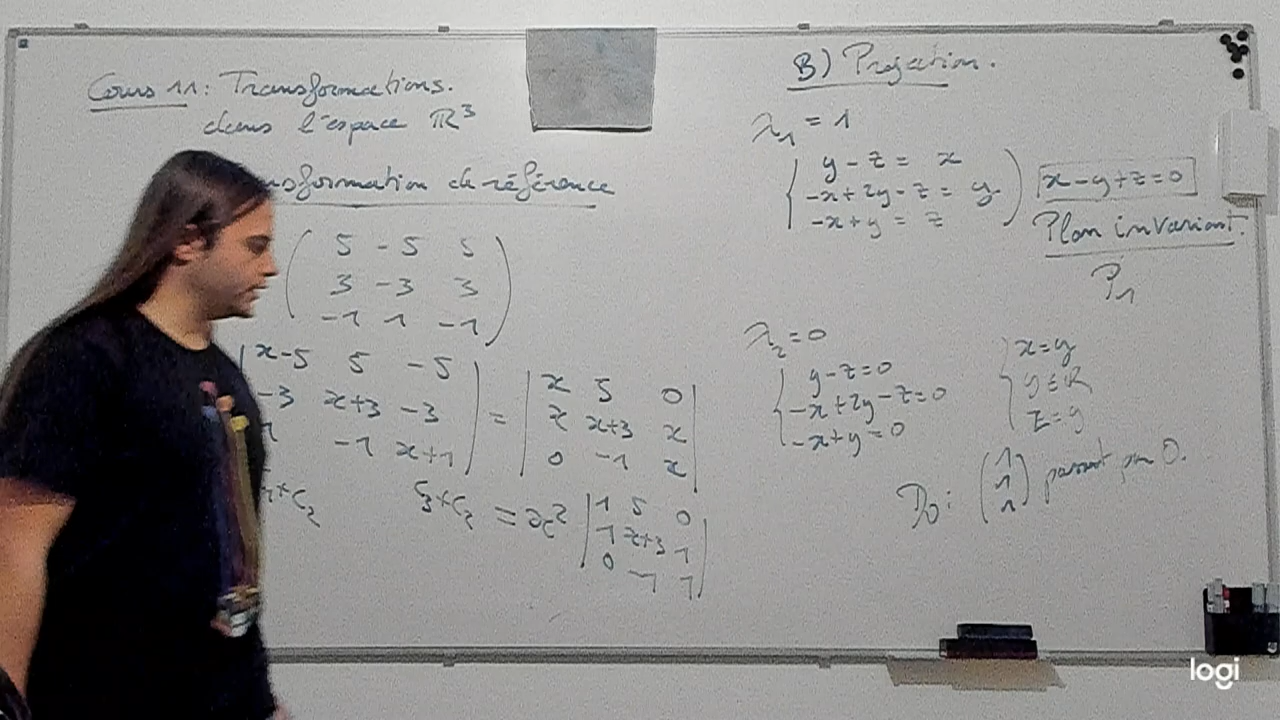 Cours 11: Transformations.
dans l'espace ℝ³
nsformation de référence
( 5 -5 5
3 -3 3
-1 1 -1 )
| x-5 5 -5
-3 x+3 -3
-1 x+1 | = | x 5 0
x x+3 x
0 -1 x |
+C₂ C₃+C₂ = x² | 1 5 0
1 x+3 1
0 -1 1 |
B) Projection.
λ₁ = 1
{ y - z = x
-x+2y-z = y
-x+y = z )
x-y+z=0
Plan invariant.
P₁
λ₂ = 0
{ y-z=0
-x+2y-z=0
-x+y=0
{ x=y
y∈R
z=y
D₀: (1
1
1) passant par O.
logi